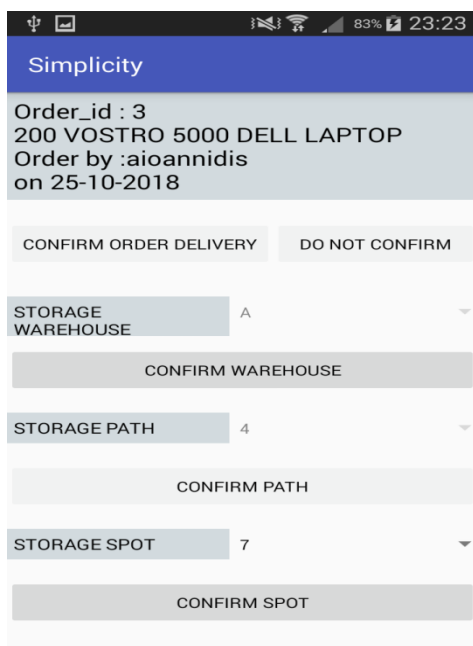 83% 23:23
Simplicity
Order_id : 3
200 VOSTRO 5000 DELL LAPTOP
Order by :aioannidis
on 25-10-2018
CONFIRM ORDER DELIVERY DO NOT CONFIRM
STORAGE WAREHOUSE A
CONFIRM WAREHOUSE
STORAGE PATH 4
CONFIRM PATH
STORAGE SPOT 7
CONFIRM SPOT